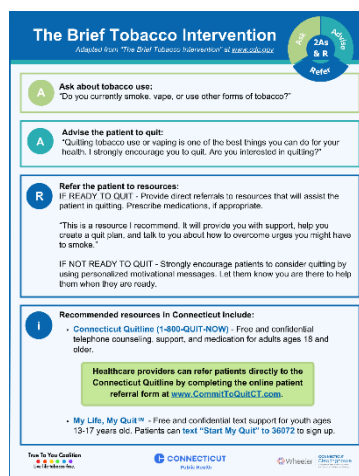 The Brief Tobacco Intervention
Adapted from "The Brief Tobacco Intervention" at www.cdc.gov
Ask
Advise
2As
& R
Refer
A
Ask about tobacco use:
"Do you currently smoke, vape, or use other forms of tobacco?"
A
Advise the patient to quit:
"Quitting tobacco use or vaping is one of the best things you can do for your
health. I strongly encourage you to quit. Are you interested in quitting?"
R
Refer the patient to resources:
IF READY TO QUIT - Provide direct referrals to resources that will assist the
patient in quitting. Prescribe medications, if appropriate.
"This is a resource I recommend. It will provide you with support, help you
create a quit plan, and talk to you about how to overcome urges you might have
to smoke."
IF NOT READY TO QUIT - Strongly encourage patients to consider quitting by
using personalized motivational messages. Let them know you are there to help
them when they are ready.
i
Recommended resources in Connecticut include:
• Connecticut Quitline (1-800-QUIT-NOW) - Free and confidential
telephone counseling, support, and medication for adults ages 18 and
older.
Healthcare providers can refer patients directly to the
Connecticut Quitline by completing the online patient
referral form at www.CommitToQuitCT.com.
• My Life, My Quit™ - Free and confidential text support for youth ages
13-17 years old. Patients can text "Start My Quit" to 36072 to sign up.
True To You Coalition
CONNECTICUT
Public Health
Wheeler